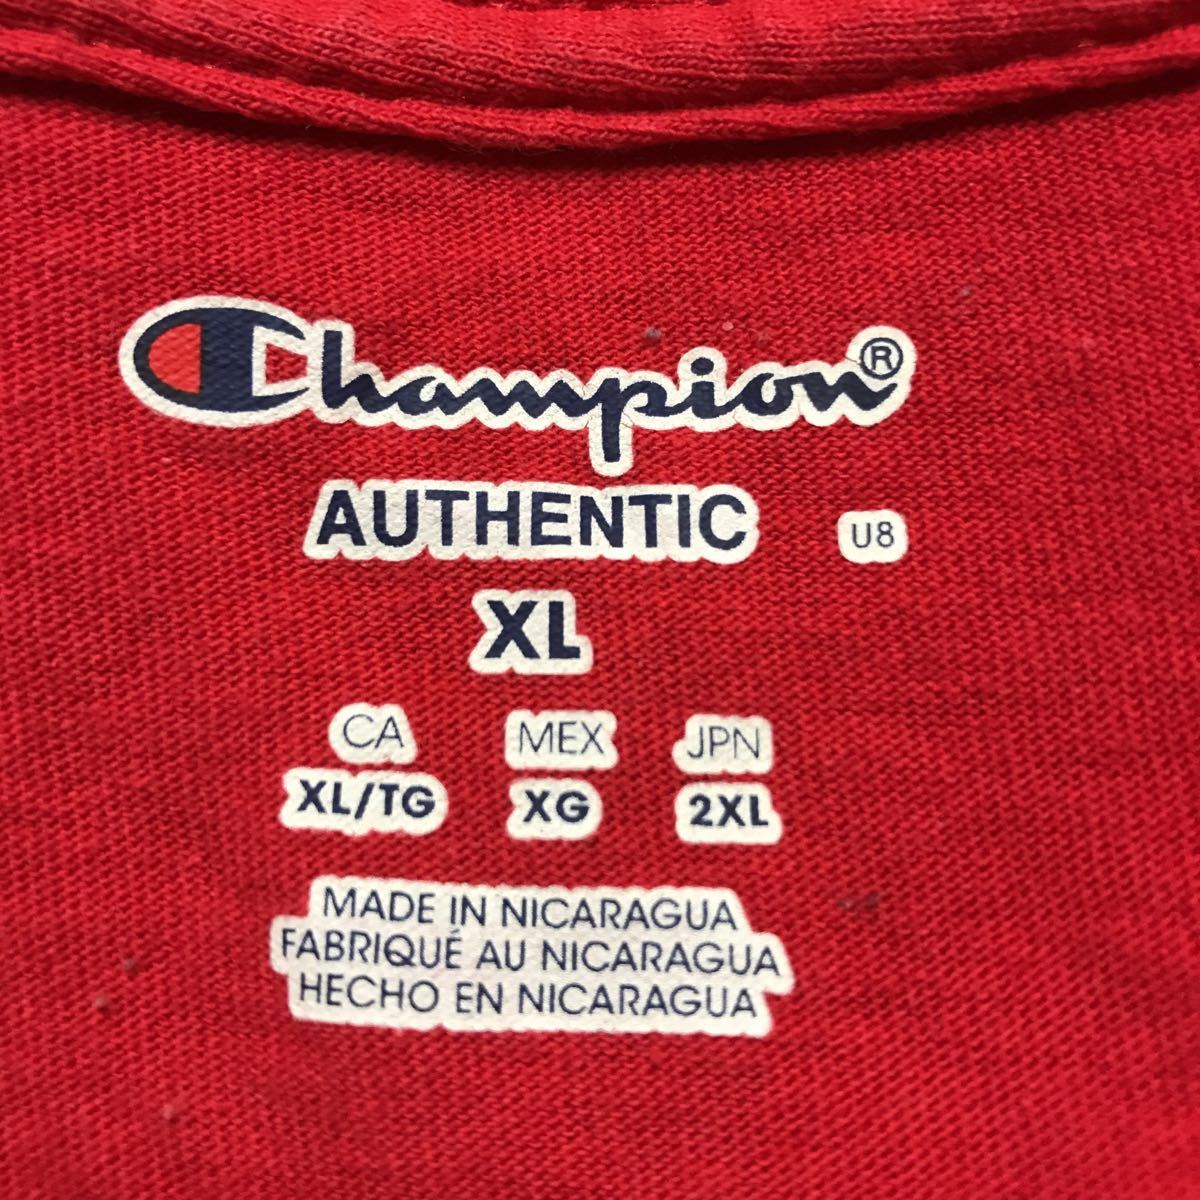 Champion®
AUTHENTIC U8
XL
CA MEX JPN
XL/TG XG 2XL
MADE IN NICARAGUA
FABRIQUÉ AU NICARAGUA
HECHO EN NICARAGUA